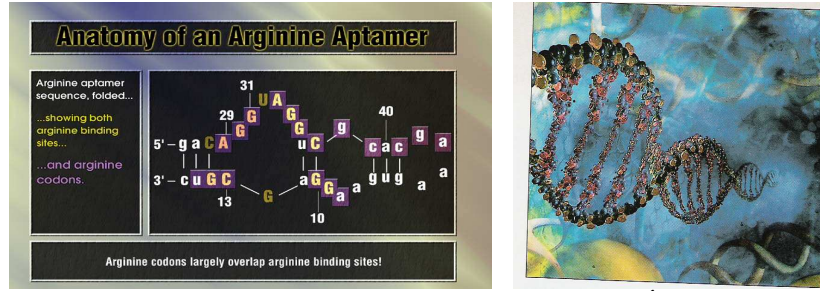 Anatomy of an Arginine Aptamer
Arginine aptamer
sequence, folded...
...showing both
arginine binding
sites...
...and arginine
codons.
31
U A
29 G G
G G
5'– g a C A u C g 40
c a c g a
3'– c u G C G a G G a a g u g a a
13 10
Arginine codons largely overlap arginine binding sites!